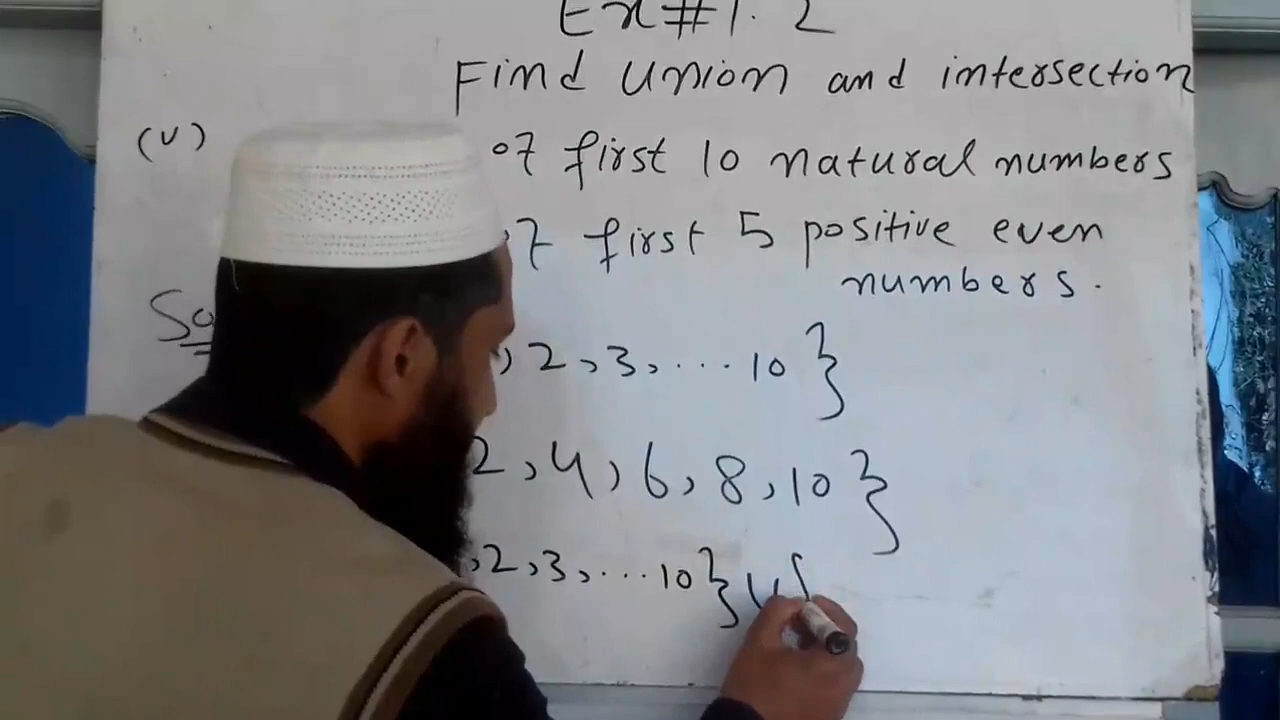 Ex#1.2
Find union and intersection
(v) of first 10 natural numbers
of first 5 positive even
numbers.
So
, 2, 3, ... 10 }
2, 4, 6, 8, 10 }
, 2, 3, ... 10 } U {